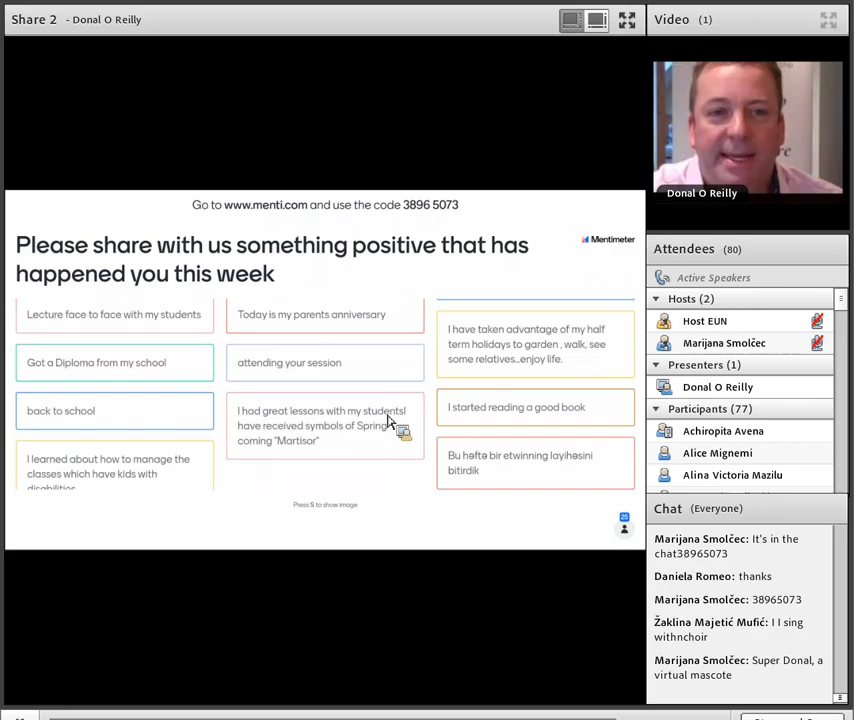 Share 2 - Donal O Reilly
Video (1)
Donal O Reilly
Go to www.menti.com and use the code 3896 5073
Please share with us something positive that has
happened you this week
Mentimeter
Lecture face to face with my students
Got a Diploma from my school
back to school
I learned about how to manage the
classes which have kids with
disabilities
Today is my parents anniversary
attending your session
I had great lessons with my students!
have received symbols of Spring
coming "Martisor"
I have taken advantage of my half
term holidays to garden , walk, see
some relatives...enjoy life.
I started reading a good book
Bu həftə bir etwinning layihəsini
bitirdik
Press S to show image
25
Attendees (80)
Active Speakers
Hosts (2)
Host EUN
Marijana Smolčec
Presenters (1)
Donal O Reilly
Participants (77)
Achiropita Avena
Alice Mignemi
Alina Victoria Mazilu
Chat (Everyone)
Marijana Smolčec: It's in the
chat38965073
Daniela Romeo: thanks
Marijana Smolčec: 38965073
Žaklina Majetić Mufić: I I sing
withnchoir
Marijana Smolčec: Super Donal, a
virtual mascote